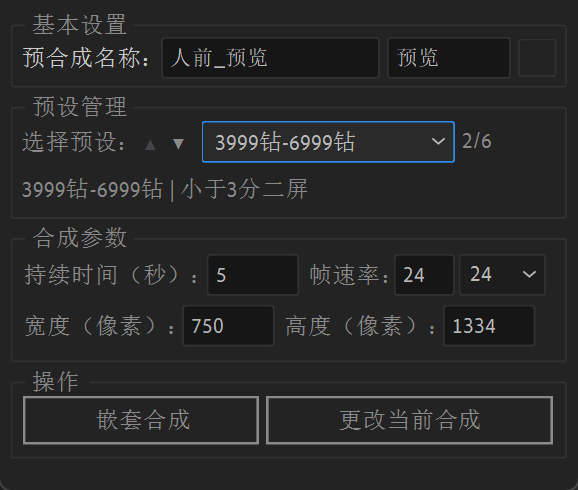 基本设置
预合成名称： 人前_预览 预览
预设管理
选择预设： ▲ ▼ 3999钻-6999钻 2/6
3999钻-6999钻 | 小于3分二屏
合成参数
持续时间（秒）： 5 帧速率： 24 24
宽度（像素）： 750 高度（像素）： 1334
操作
嵌套合成 更改当前合成